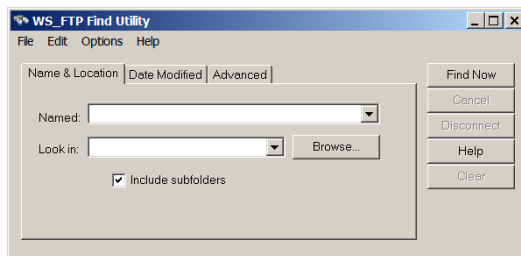 WS_FTP Find Utility
File Edit Options Help
Name & Location Date Modified Advanced
Find Now
Cancel
Named:
Disconnect
Look in: Browse...
Help
Include subfolders
Clear